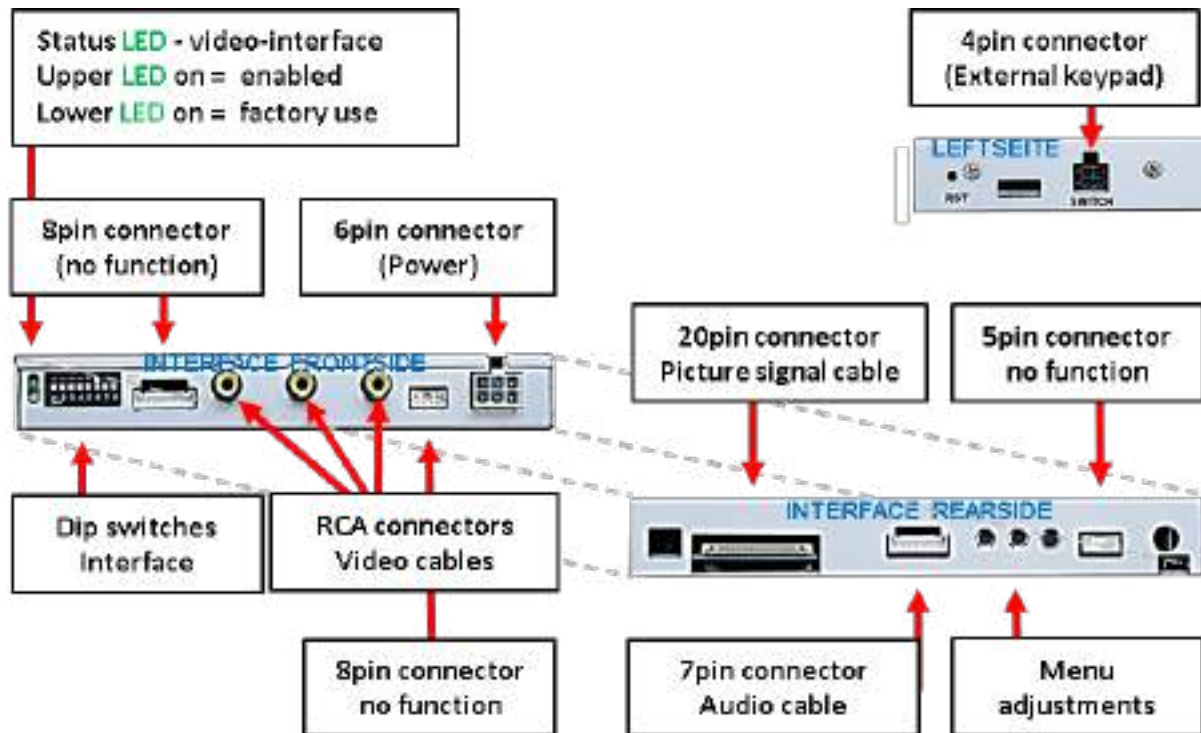 Status LED - video-interface
Upper LED on = enabled
Lower LED on = factory use
4pin connector
(External keypad)
LEFTSEITE
RST
SWITCH
8pin connector
(no function)
6pin connector
(Power)
INTERFACE FRONTSIDE
20pin connector
Picture signal cable
5pin connector
no function
Dip switches
Interface
RCA connectors
Video cables
INTERFACE REARSIDE
8pin connector
no function
7pin connector
Audio cable
Menu
adjustments